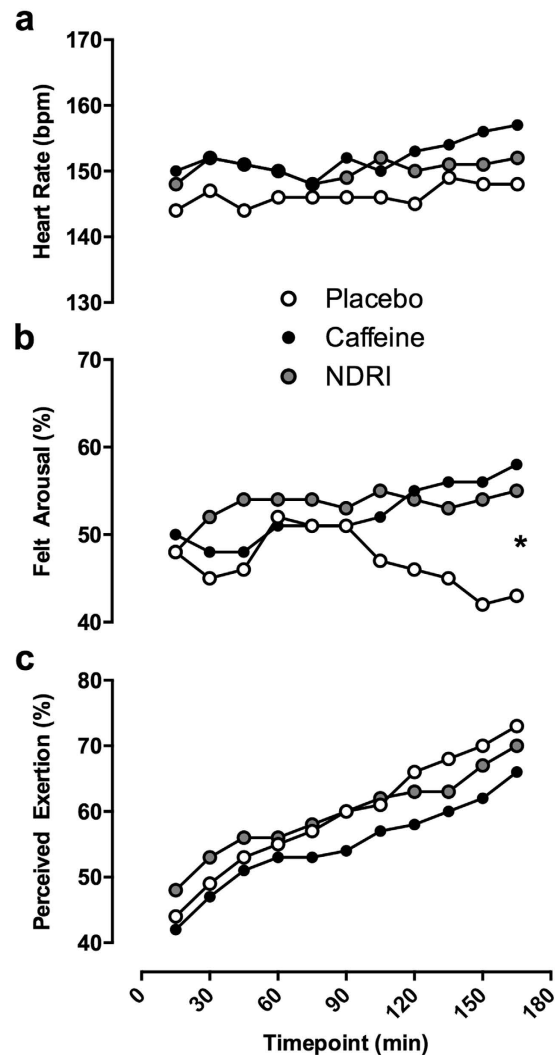 a
170
160
150
140
130
Heart Rate (bpm)
Placebo
Caffeine
NDRI
b
70
60
50
40
Felt Arousal (%)
*
c
80
70
60
50
40
Perceived Exertion (%)
0 30 60 90 120 150 180
Timepoint (min)